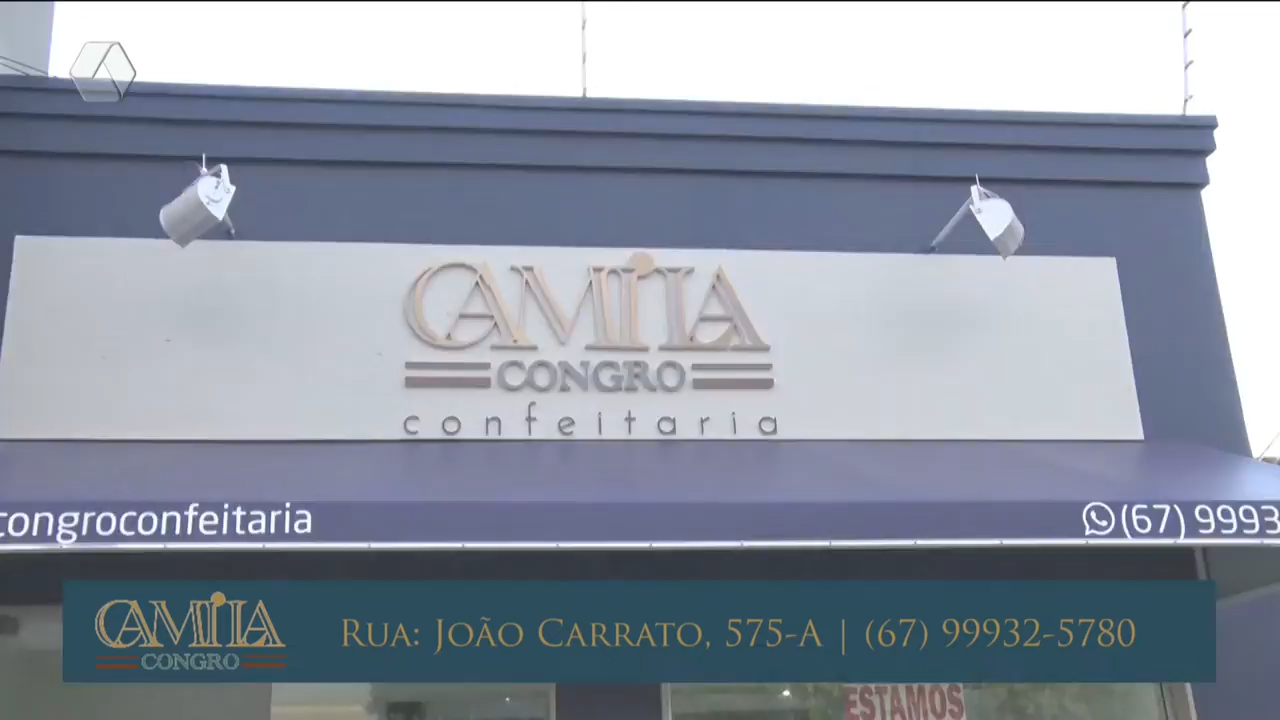 CAMILA
CONGRO
confeitaria
congroconfeitaria
(67) 9993
CAMILA
CONGRO
RUA: JOÃO CARRATO, 575-A | (67) 99932-5780
ESTAMOS